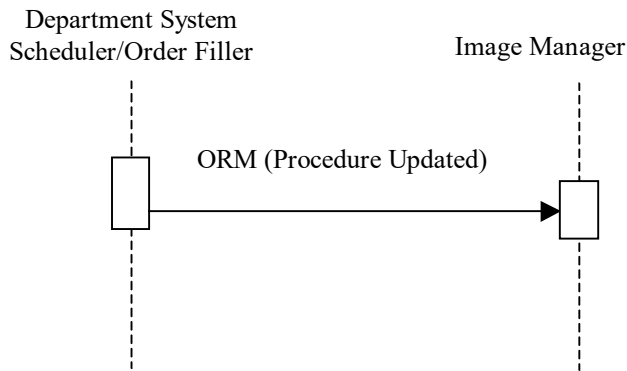 Department System
Scheduler/Order Filler
Image Manager
ORM (Procedure Updated)